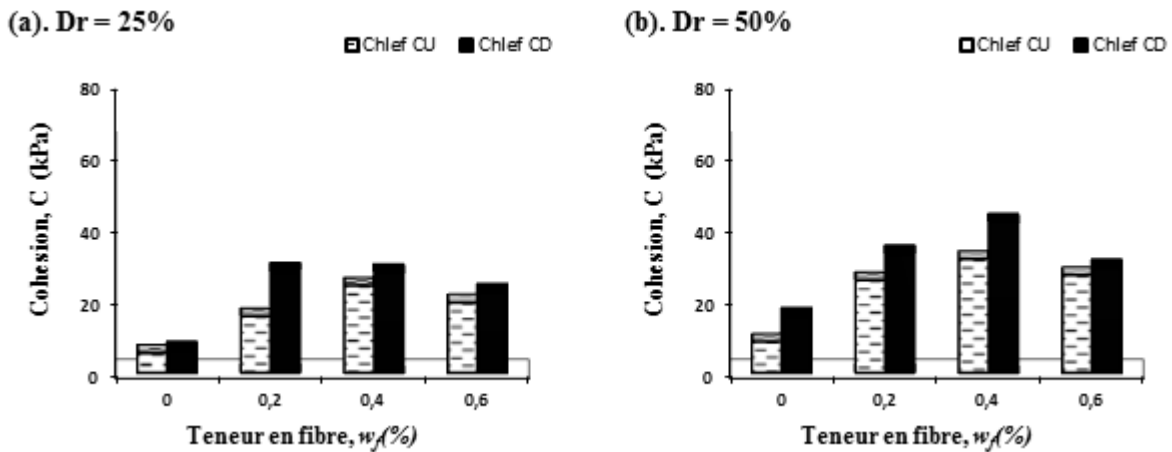 (a). Dr = 25%
Chlef CU Chlef CD
80
60
40
20
0
Cohesion, C (kPa)
0 0,2 0,4 0,6
Teneur en fibre, wf(%)
(b). Dr = 50%
Chlef CU Chlef CD
80
60
40
20
0
Cohesion, C (kPa)
0 0,2 0,4 0,6
Teneur en fibre, wf(%)